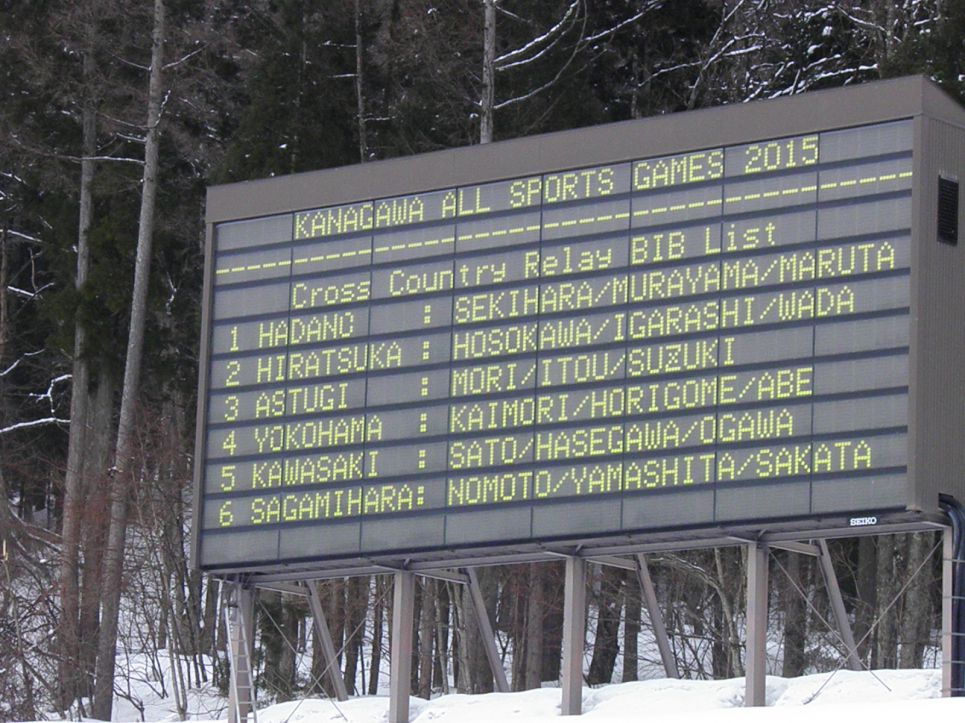 KANAGAWA ALL SPORTS GAMES 2015
--------------------------------
Cross Country Relay BIB List
1 HADANO : SEKIHARA/MURAYAMA/MARUTA
2 HIRATSUKA : HOSOKAWA/IGARASHI/WADA
3 ASTUGI : MORI/ITOU/SUZUKI
4 YOKOHAMA : KAIMORI/HORIGOME/ABE
5 KAWASAKI : SATO/HASEGAWA/OGAWA
6 SAGAMIHARA: NOMOTO/YAMASHITA/SAKATA
SEIKO